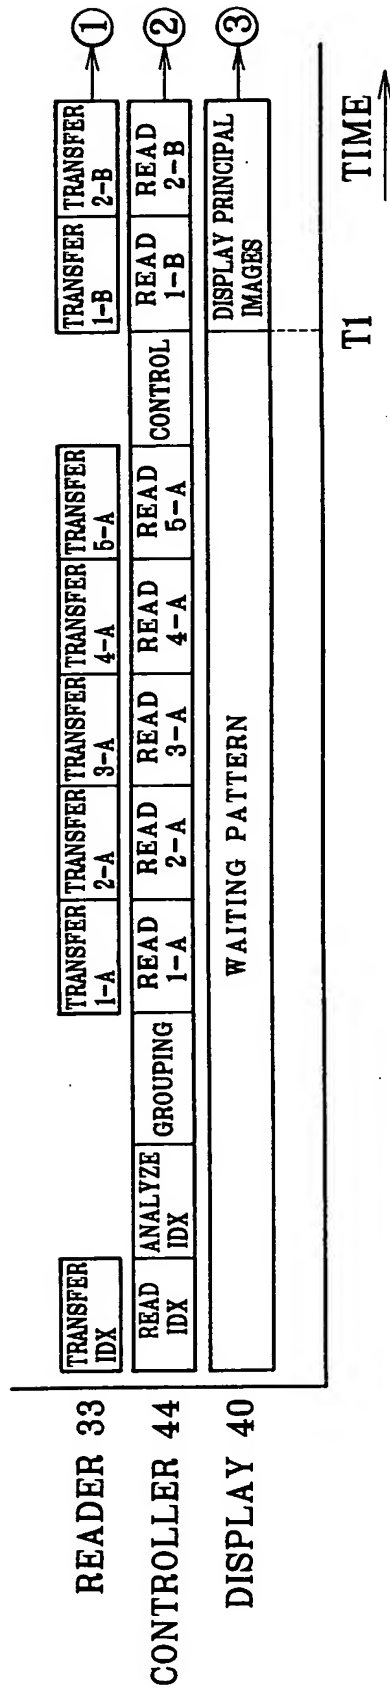 READER 33
TRANSFER
IDX
TRANSFER
1-A
TRANSFER
2-A
TRANSFER
3-A
TRANSFER
4-A
TRANSFER
5-A
TRANSFER
1-B
TRANSFER
2-B
1
CONTROLLER 44
READ
IDX
ANALYZE
IDX
GROUPING
READ
1-A
READ
2-A
READ
3-A
READ
4-A
READ
5-A
CONTROL
READ
1-B
READ
2-B
2
DISPLAY 40
WAITING PATTERN
DISPLAY PRINCIPAL
IMAGES
3
T1
TIME